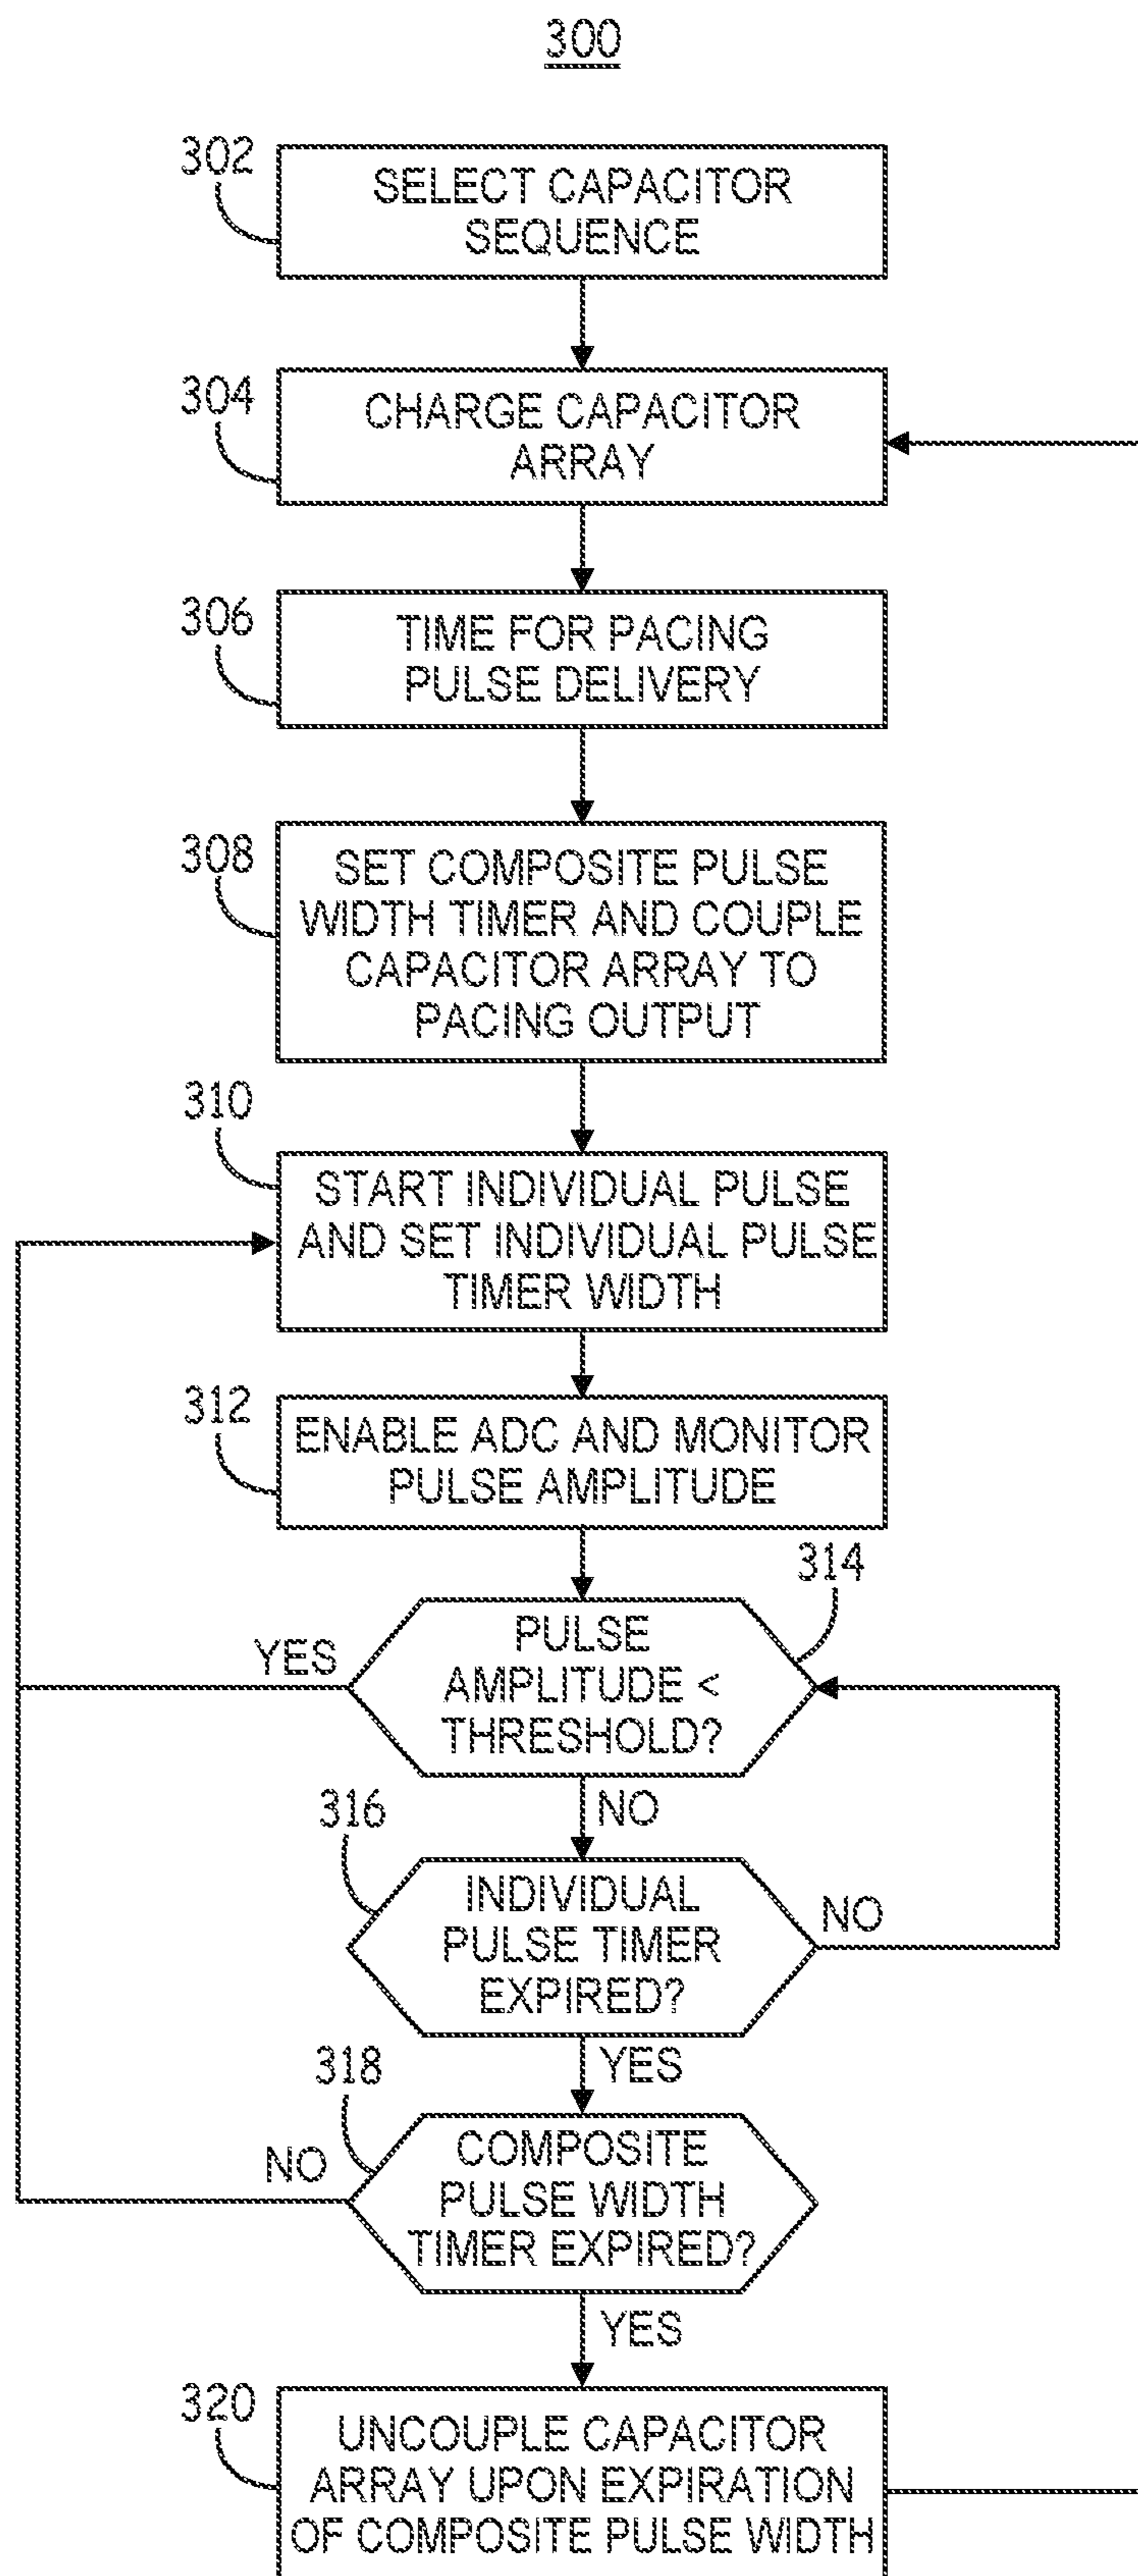 300
302
SELECT CAPACITOR
SEQUENCE
304
CHARGE CAPACITOR
ARRAY
306
TIME FOR PACING
PULSE DELIVERY
308
SET COMPOSITE PULSE
WIDTH TIMER AND COUPLE
CAPACITOR ARRAY TO
PACING OUTPUT
310
START INDIVIDUAL PULSE
AND SET INDIVIDUAL PULSE
TIMER WIDTH
312
ENABLE ADC AND MONITOR
PULSE AMPLITUDE
314
PULSE
AMPLITUDE <
THRESHOLD?
YES
NO
316
INDIVIDUAL
PULSE TIMER
EXPIRED?
NO
YES
318
COMPOSITE
PULSE WIDTH
TIMER EXPIRED?
NO
YES
320
UNCOUPLE CAPACITOR
ARRAY UPON EXPIRATION
OF COMPOSITE PULSE WIDTH